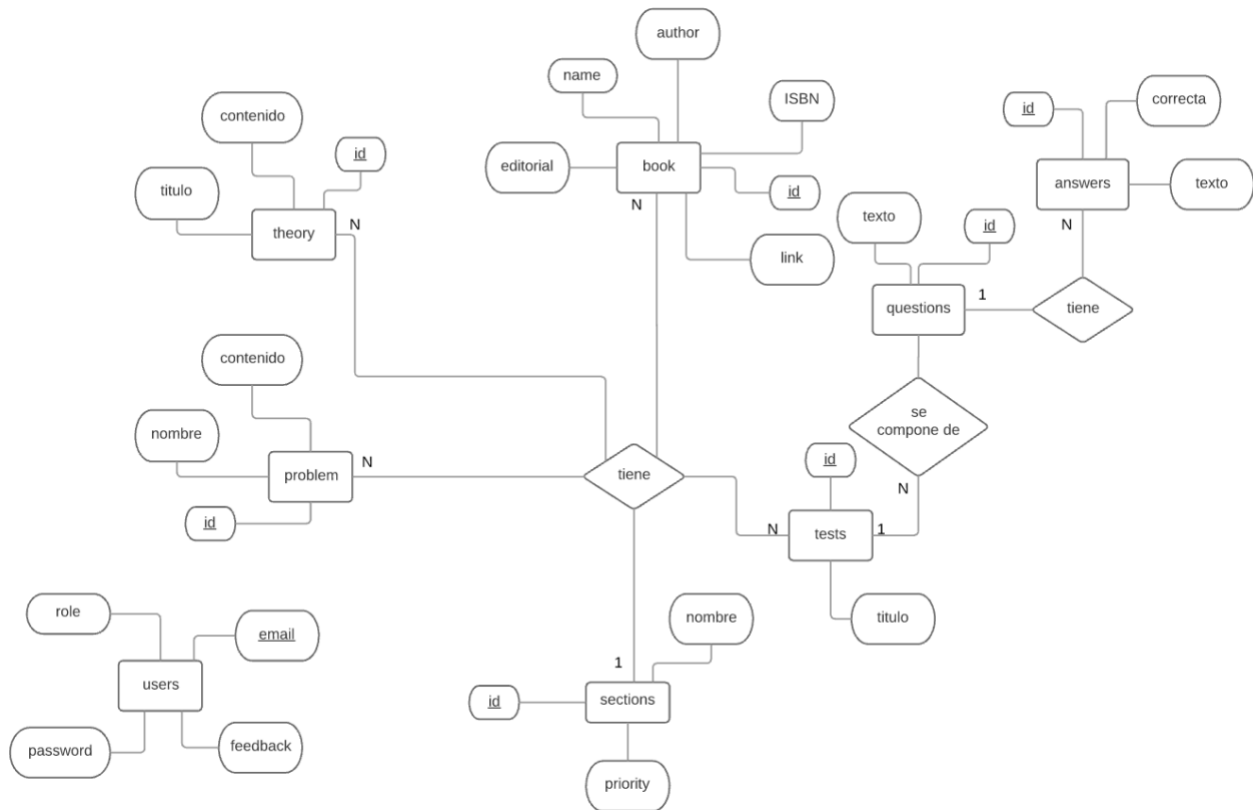 author
name
ISBN
contenido
id
correcta
id
book
editorial
answers
titulo
id
texto
texto
id
theory
N
N
N
link
questions
1
tiene
contenido
nombre
se
compone de
id
problem
N
tiene
N
id
N
tests
1
role
nombre
titulo
email
1
users
id
sections
password
feedback
priority